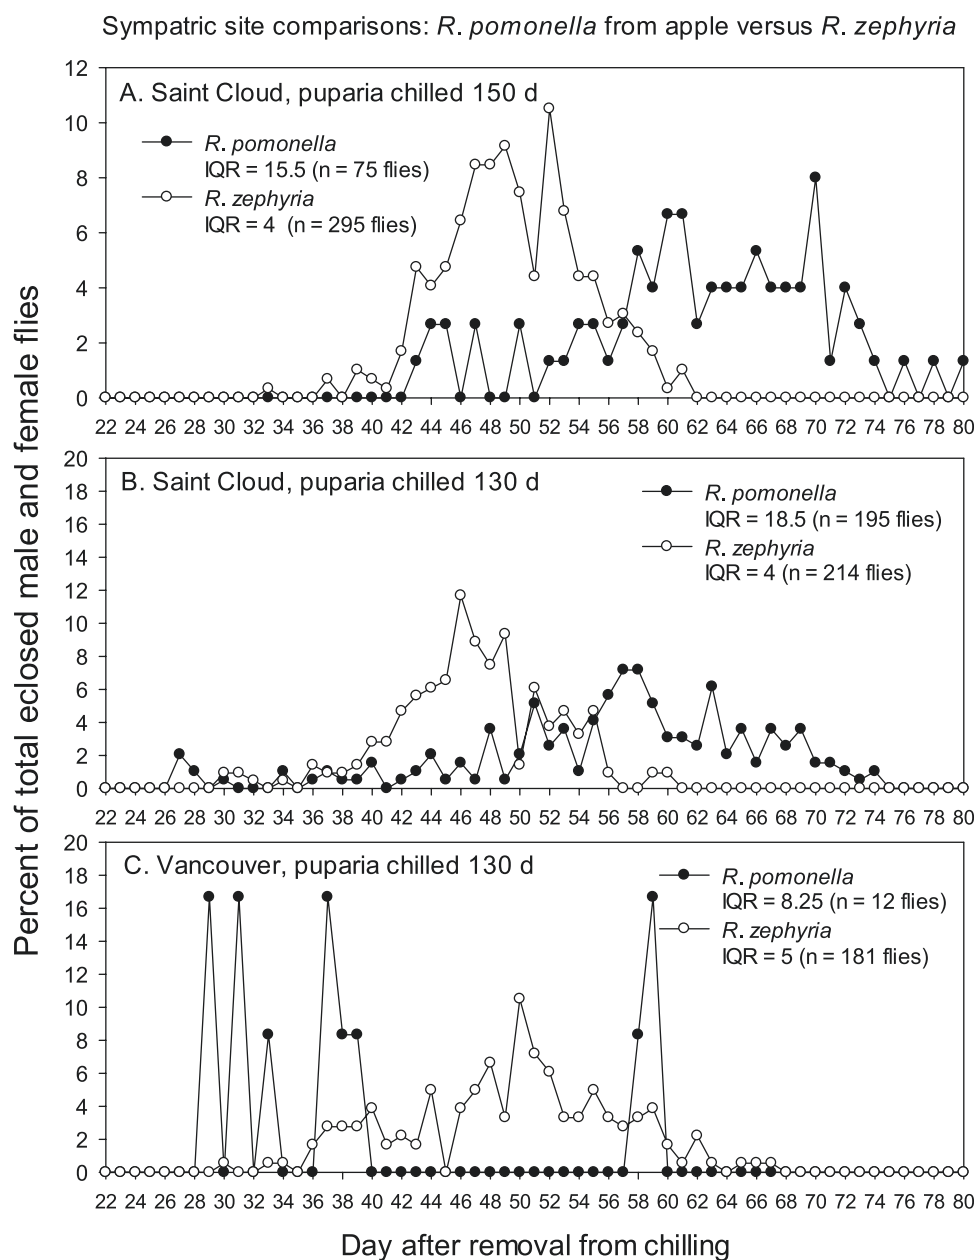 Sympatric site comparisons: R. pomonella from apple versus R. zephyria
Percent of total eclosed male and female flies
12
10
8
6
4
2
0
A. Saint Cloud, puparia chilled 150 d
R. pomonella
IQR = 15.5 (n = 75 flies)
R. zephyria
IQR = 4 (n = 295 flies)
22 24 26 28 30 32 34 36 38 40 42 44 46 48 50 52 54 56 58 60 62 64 66 68 70 72 74 76 78 80
20
18
16
14
12
10
8
6
4
2
0
B. Saint Cloud, puparia chilled 130 d
R. pomonella
IQR = 18.5 (n = 195 flies)
R. zephyria
IQR = 4 (n = 214 flies)
22 24 26 28 30 32 34 36 38 40 42 44 46 48 50 52 54 56 58 60 62 64 66 68 70 72 74 76 78 80
20
18
16
14
12
10
8
6
4
2
0
C. Vancouver, puparia chilled 130 d
R. pomonella
IQR = 8.25 (n = 12 flies)
R. zephyria
IQR = 5 (n = 181 flies)
22 24 26 28 30 32 34 36 38 40 42 44 46 48 50 52 54 56 58 60 62 64 66 68 70 72 74 76 78 80
Day after removal from chilling